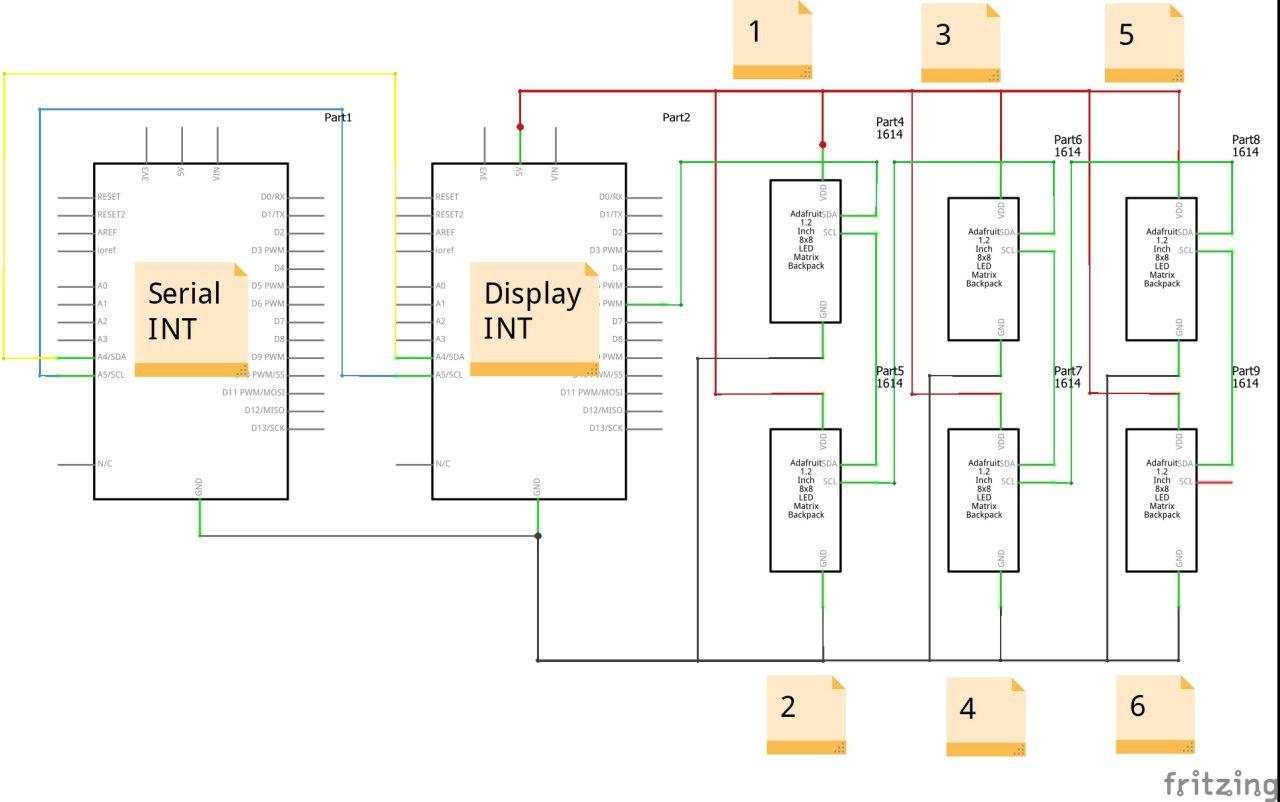 1
3
5
Part1
Part2
Part4
1614
Part6
1614
Part8
1614
3V3
5V
VIN
RESET
RESET2
AREF
ioref
A0
A1
A2
A3
A4/SDA
A5/SCL
N/C
D0/RX
D1/TX
D2
D3 PWM
D4
D5 PWM
D6 PWM
D7
D8
D9 PWM
PWM/SS
D11 PWM/MOSI
D12/MISO
D13/SCK
GND
Serial
INT
3V3
5V
VIN
RESET
RESET2
AREF
ioref
A0
A1
A2
A3
A4/SDA
A5/SCL
N/C
D0/RX
D1/TX
D2
D3 PWM
D4
PWM
PWM
D7
D8
PWM
PWM/SS
D11 PWM/MOSI
D12/MISO
D13/SCK
GND
Display
INT
VDD
Adafruit
1.2
Inch
8x8
LED
Matrix
Backpack
SDA
SCL
GND
VDD
Adafruit
1.2
Inch
8x8
LED
Matrix
Backpack
SDA
SCL
GND
VDD
Adafruit
1.2
Inch
8x8
LED
Matrix
Backpack
SDA
SCL
GND
Part5
1614
Part7
1614
Part9
1614
VDD
Adafruit
1.2
Inch
8x8
LED
Matrix
Backpack
SDA
SCL
GND
VDD
Adafruit
1.2
Inch
8x8
LED
Matrix
Backpack
SDA
SCL
GND
VDD
Adafruit
1.2
Inch
8x8
LED
Matrix
Backpack
SDA
SCL
GND
2
4
6
fritzing